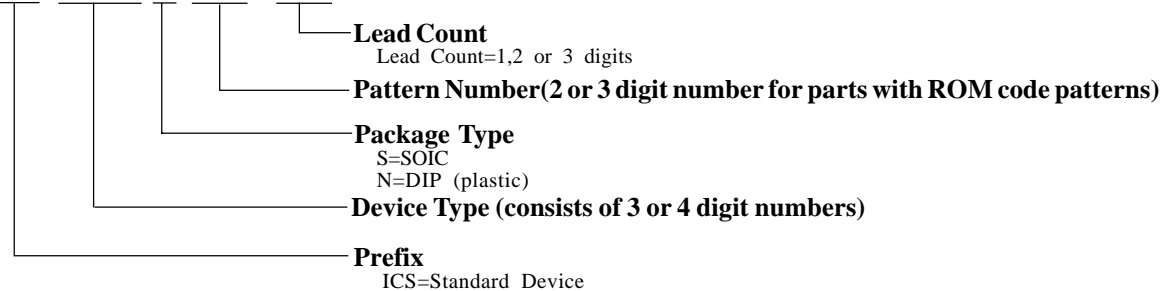 Lead Count
Lead Count=1,2 or 3 digits
Pattern Number(2 or 3 digit number for parts with ROM code patterns)
Package Type
S=SOIC
N=DIP (plastic)
Device Type (consists of 3 or 4 digit numbers)
Prefix
ICS=Standard Device